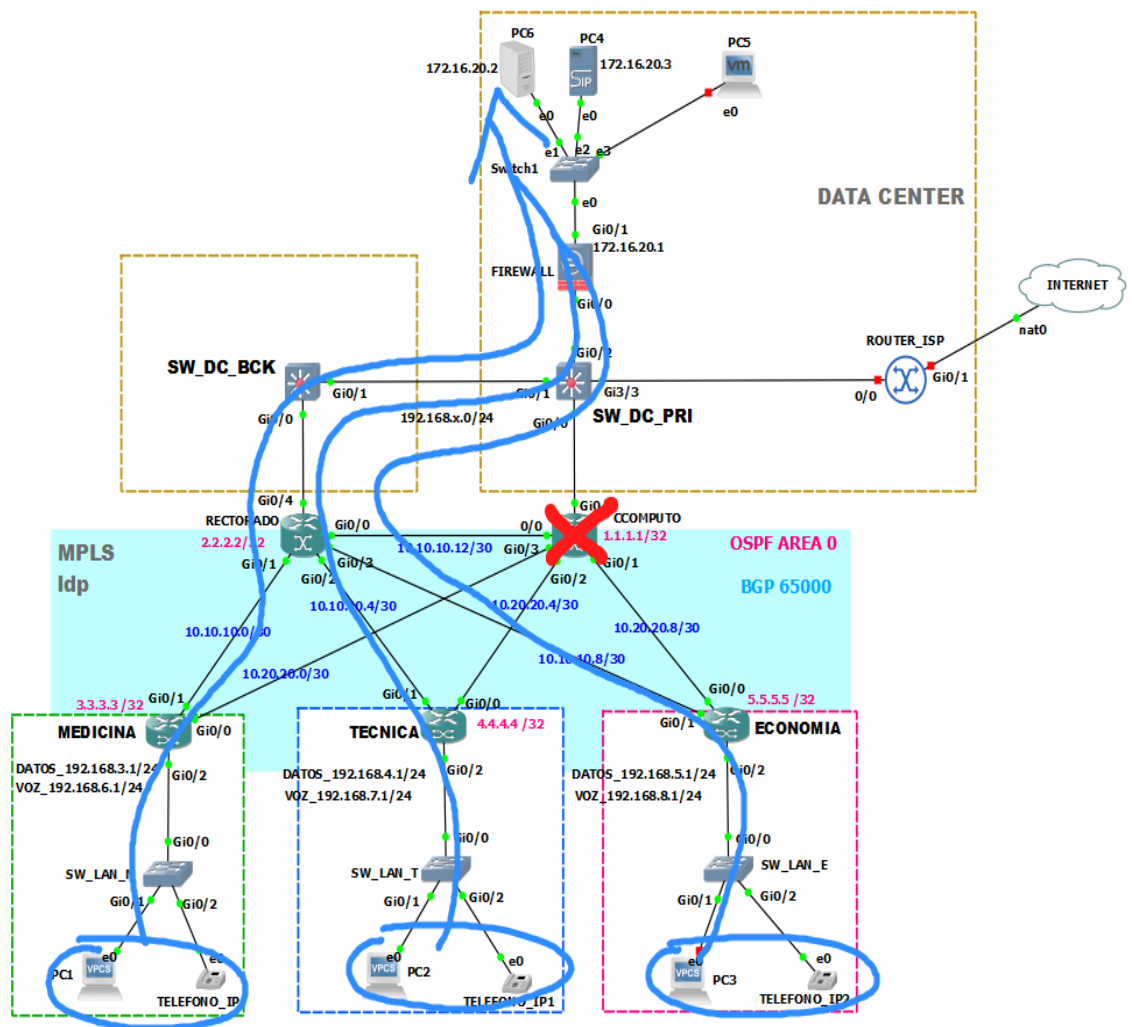 PC6
PC4
PC5
172.16.20.2
172.16.20.3
SIP
vm
e0
e0
e0
e1
e2
e3
Switch1
e0
DATA CENTER
Gi0/1
172.16.20.1
FIREWALL
Gi0/0
INTERNET
nat0
ROUTER_ISP
Gi0/2
SW_DC_BCK
Gi0/1
Gi0/1
Gi3/3
0/0
Gi0/1
SW_DC_PRI
Gi0/0
192.168.x.0/24
Gi0/4
RECTORADO
Gi0/0
0/0
CCOMPUTO
2.2.2.2/32
1.1.1.1/32
OSPF AREA 0
MPLS
ldp
10.10.10.12/30
Gi0/3
Gi0/1
Gi0/3
Gi0/2
Gi0/2
Gi0/1
BGP 65000
10.20.20.4/30
10.10.10.0/30
10.20.20.8/30
10.20.20.0/30
10.10.10.8/30
3.3.3.3 /32
Gi0/1
Gi0/1
Gi0/0
Gi0/0
5.5.5.5 /32
MEDICINA
Gi0/0
TECNICA
4.4.4.4 /32
Gi0/1
ECONOMIA
DATOS_192.168.3.1/24
Gi0/2
VOZ_192.168.6.1/24
DATOS_192.168.4.1/24
Gi0/2
VOZ_192.168.7.1/24
DATOS_192.168.5.1/24
Gi0/2
VOZ_192.168.8.1/24
Gi0/0
Gi0/0
Gi0/0
SW_LAN_T
SW_LAN_E
Gi0/1
Gi0/2
Gi0/1
Gi0/2
Gi0/1
Gi0/2
e0
e0
e0
e0
e0
e0
PC1
VPCS
TELEFONO_IP
VPCS
PC2
TELEFONO_IP1
VPCS
PC3
TELEFONO_IP2